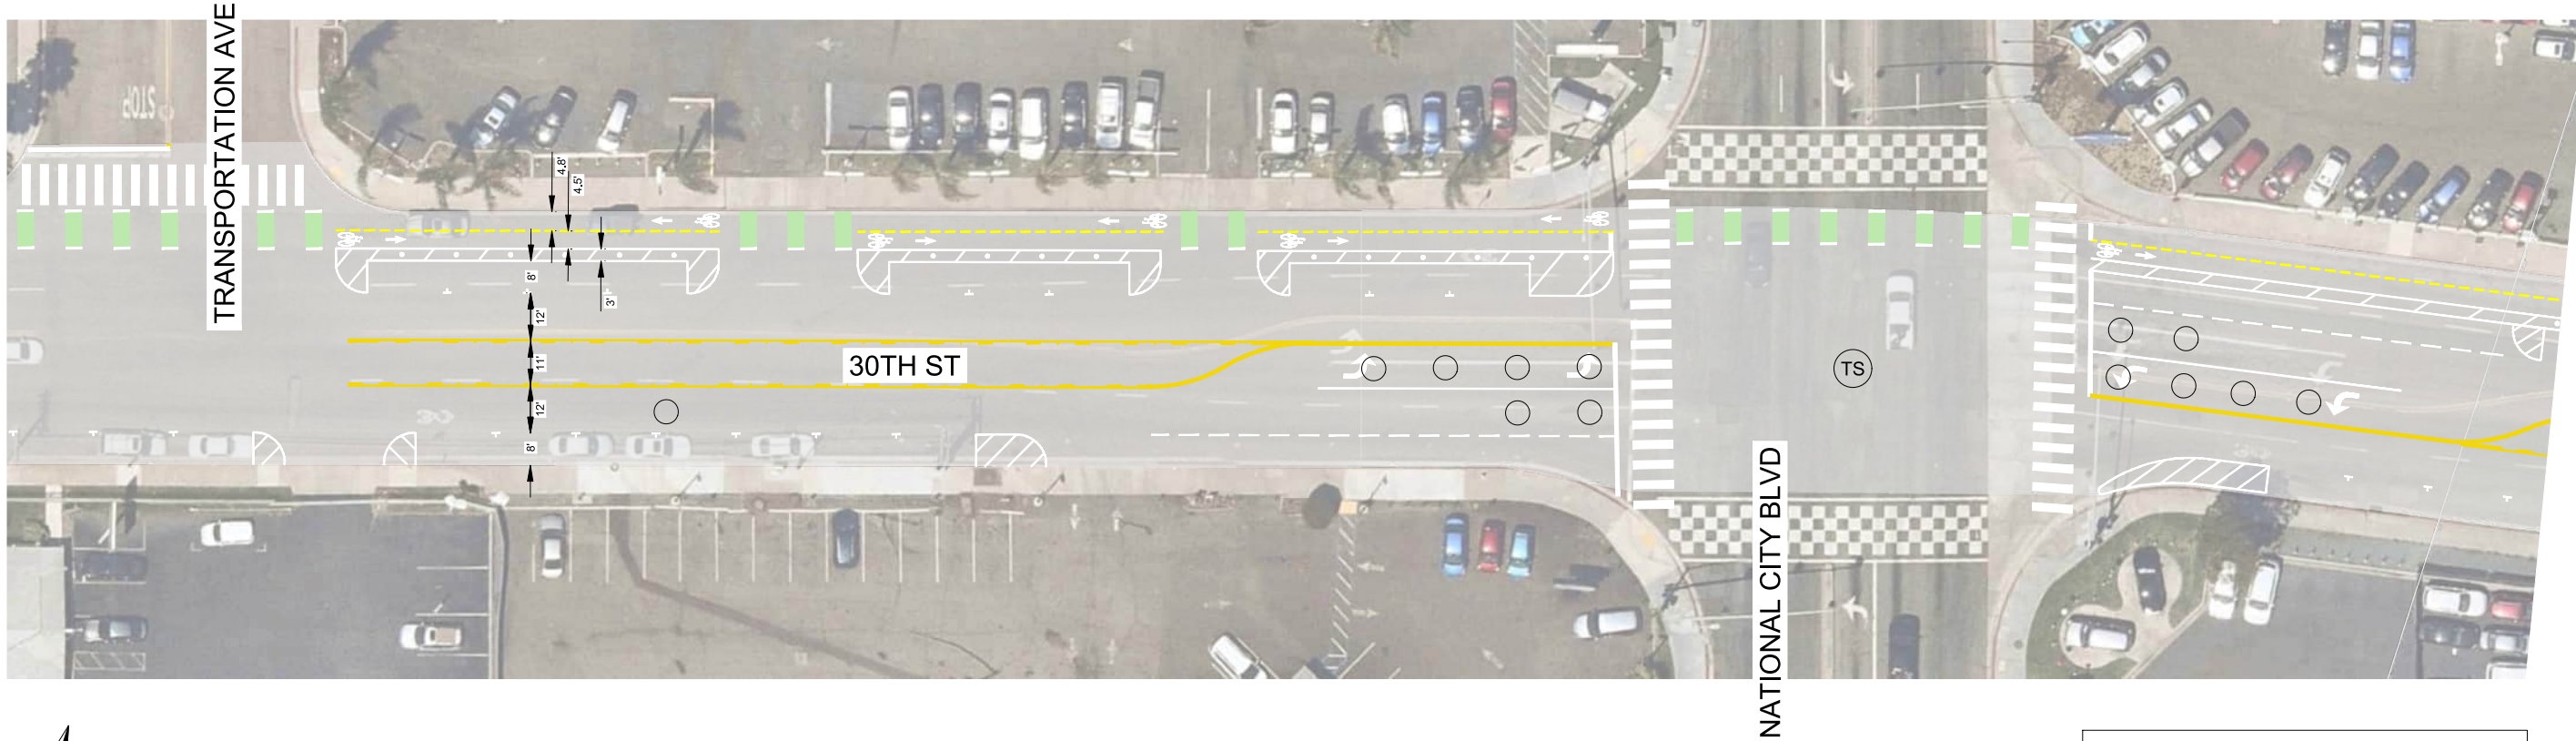 TRANSPORTATION AVE
STOP
4.8'
4.5'
8'
3'
12'
11'
30TH ST
12'
8'
TS
NATIONAL CITY BLVD